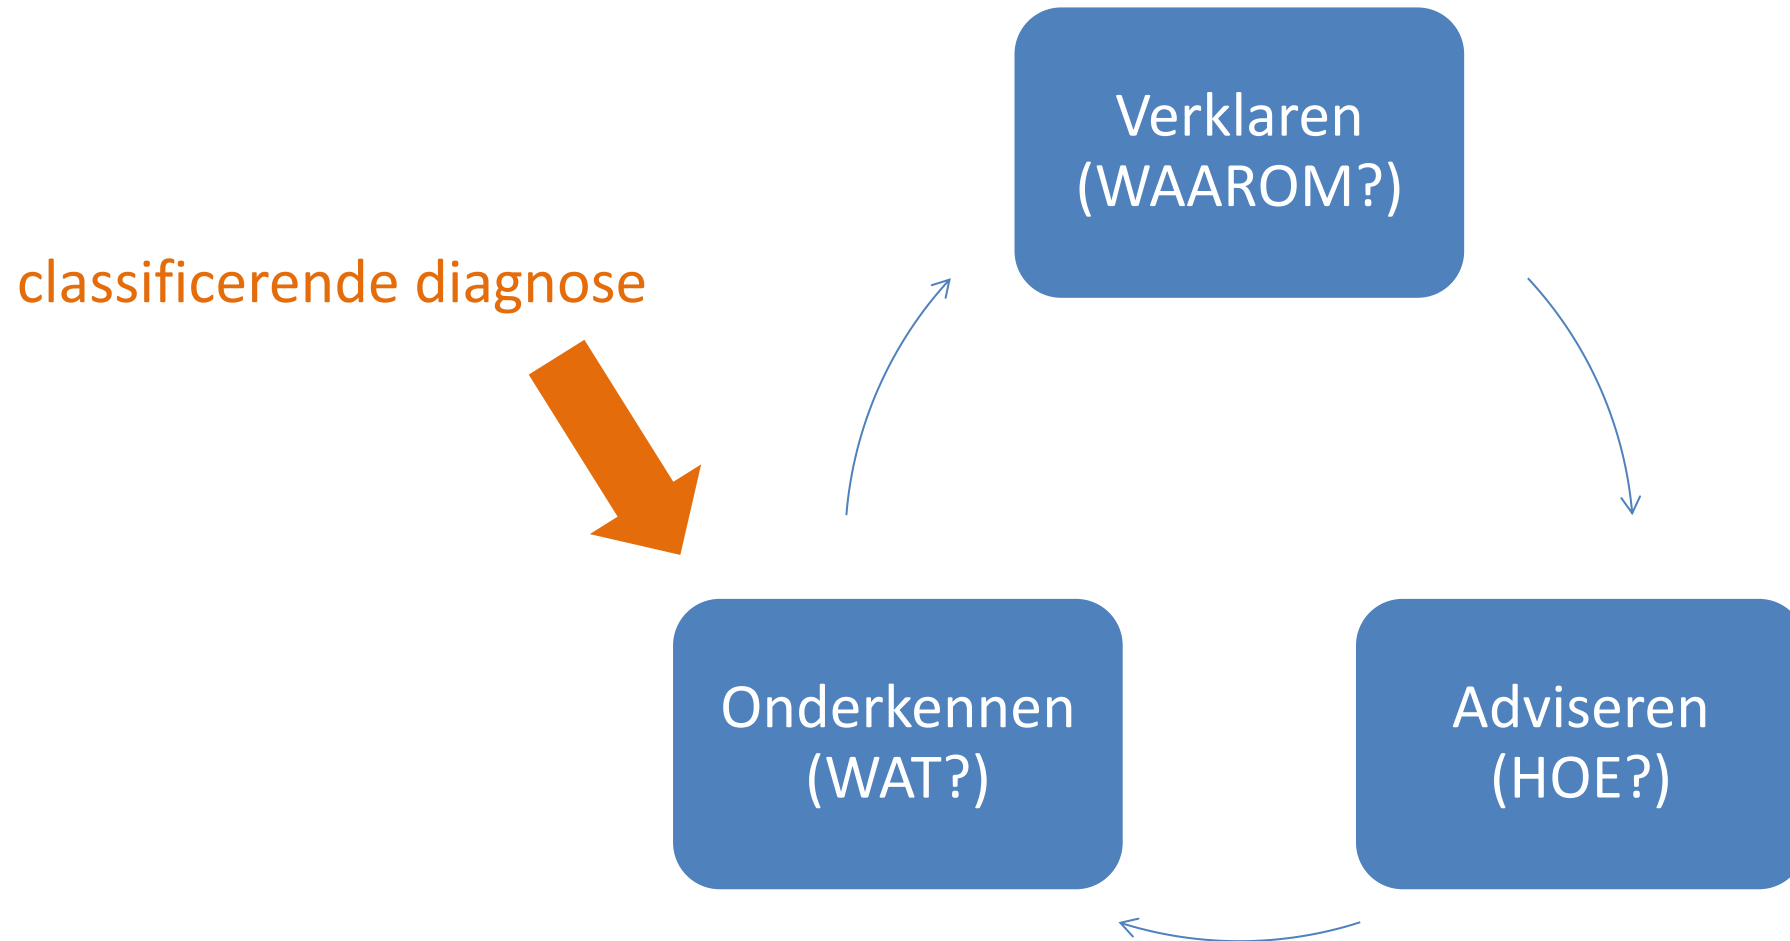 Verklaren
(WAAROM?)
classificerende diagnose
Onderkennen
(WAT?)
Adviseren
(HOE?)